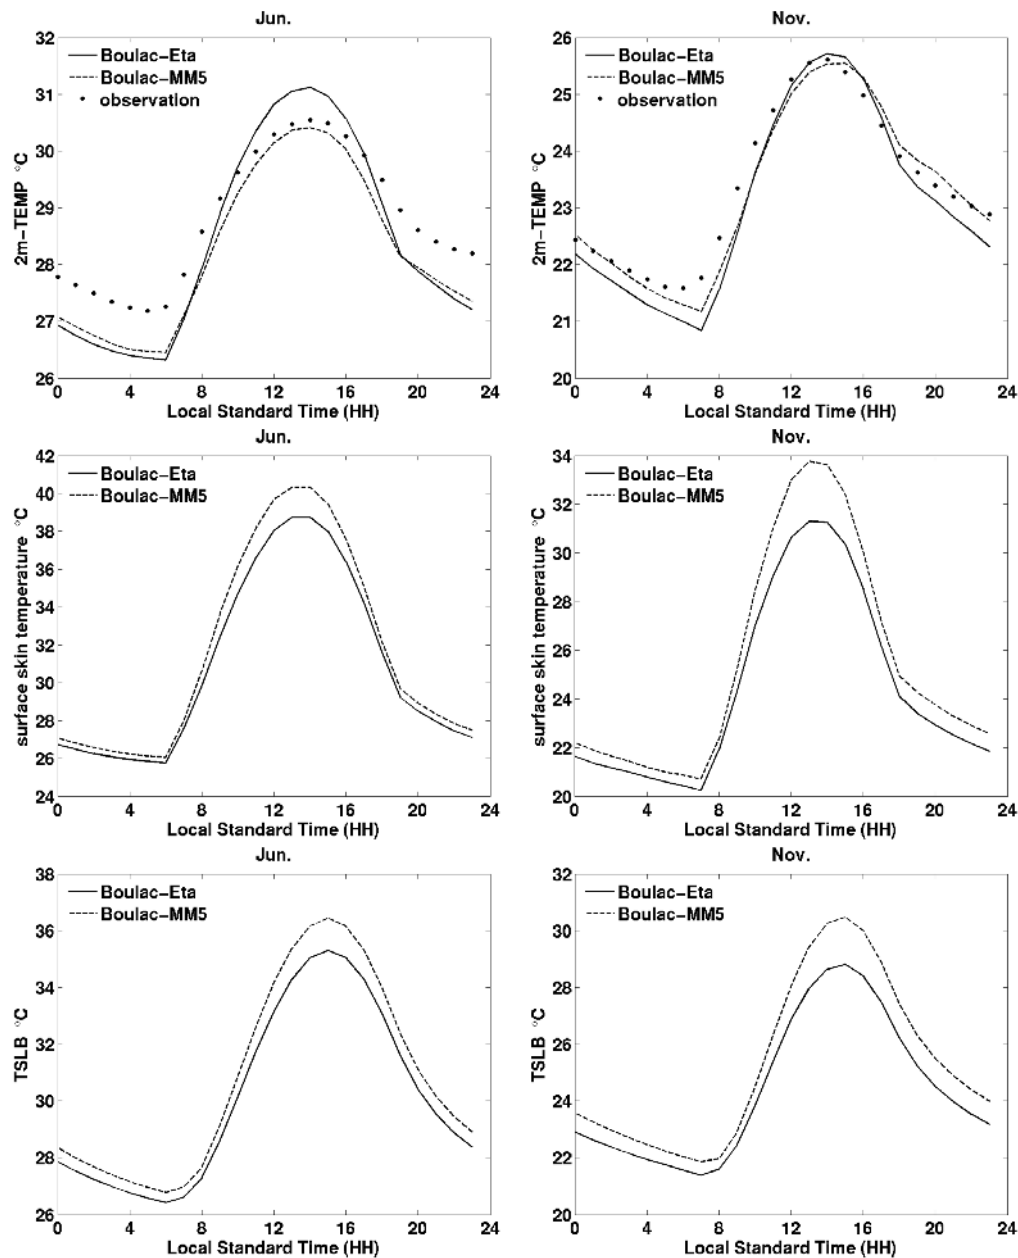 Jun.
32
31
30
29
28
27
26
2m-TEMP °C
Boulac-Eta
Boulac-MM5
observation
0 4 8 12 16 20 24
Local Standard Time (HH)
Nov.
26
25
24
23
22
21
20
2m-TEMP °C
Boulac-Eta
Boulac-MM5
observation
0 4 8 12 16 20 24
Local Standard Time (HH)
Jun.
42
40
38
36
34
32
30
28
26
24
surface skin temperature °C
Boulac-Eta
Boulac-MM5
0 4 8 12 16 20 24
Local Standard Time (HH)
Nov.
34
32
30
28
26
24
22
20
surface skin temperature °C
Boulac-Eta
Boulac-MM5
0 4 8 12 16 20 24
Local Standard Time (HH)
Jun.
38
36
34
32
30
28
26
TSLB °C
Boulac-Eta
Boulac-MM5
0 4 8 12 16 20 24
Local Standard Time (HH)
Nov.
32
30
28
26
24
22
20
TSLB °C
Boulac-Eta
Boulac-MM5
0 4 8 12 16 20 24
Local Standard Time (HH)